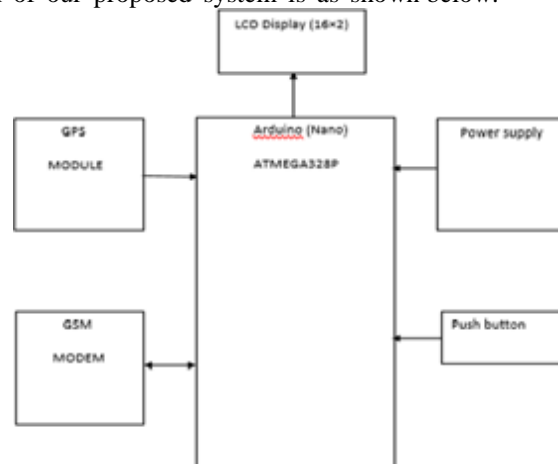 of our proposed system is as shown below.
LCD Display (16×2)
GPS
MODULE
Arduino (Nano)
ATMEGA328P
Power supply
GSM
MODEM
Push button